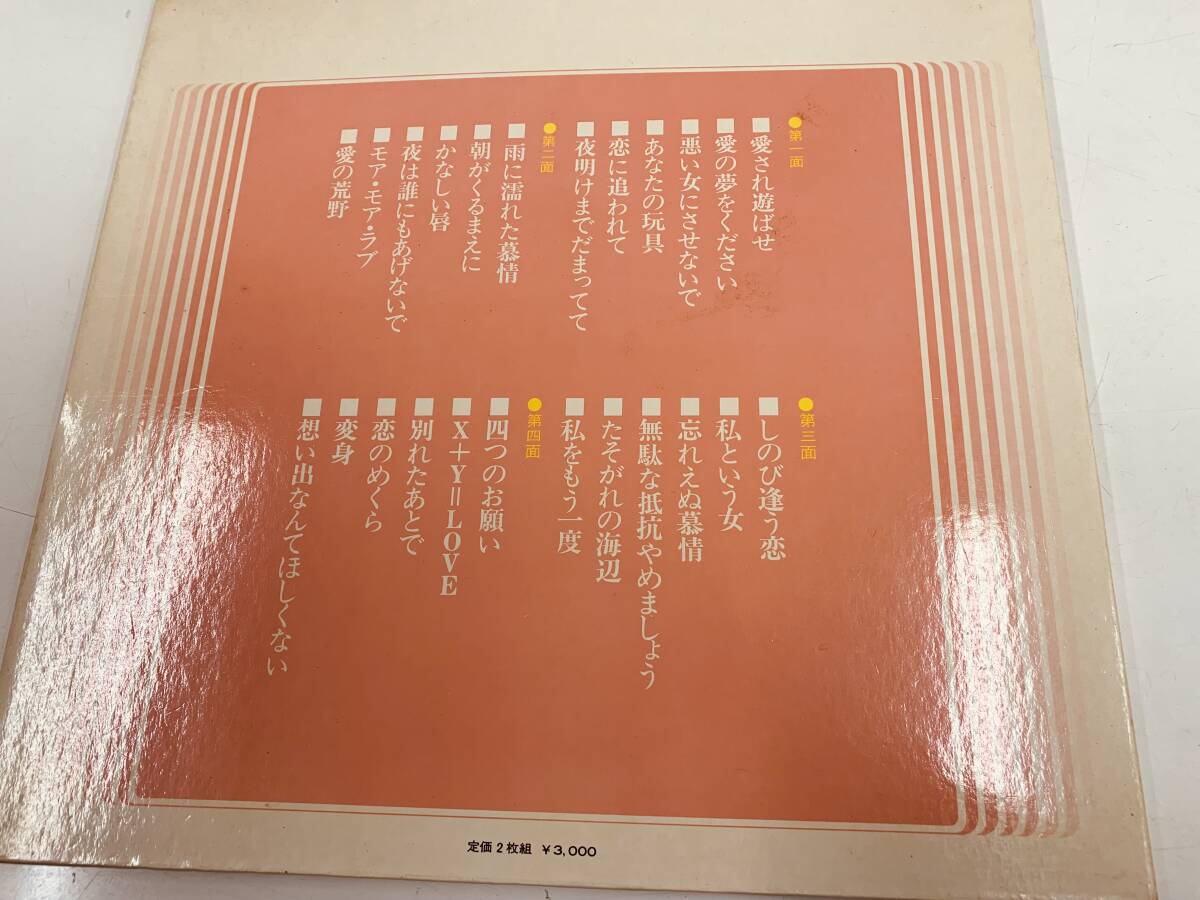 ●第一面
■愛され遊ばせ
■愛の夢をください
■悪い女にさせないで
■あなたの玩具
■恋に追われて
■夜明けまでだまってて
●第二面
■雨に濡れた慕情
■朝がくるまえに
■かなしい唇
■夜は誰にもあげないで
■モア・モア・ラブ
■愛の荒野
●第三面
■しのび逢う恋
■私という女
■忘れえぬ慕情
■無駄な抵抗やめましょう
■たそがれの海辺
■私をもう一度
●第四面
■四つのお願い
■X+Y=LOVE
■別れたあとで
■恋のめくら
■変身
■想い出なんてほしくない
定価2枚組 ¥3,000